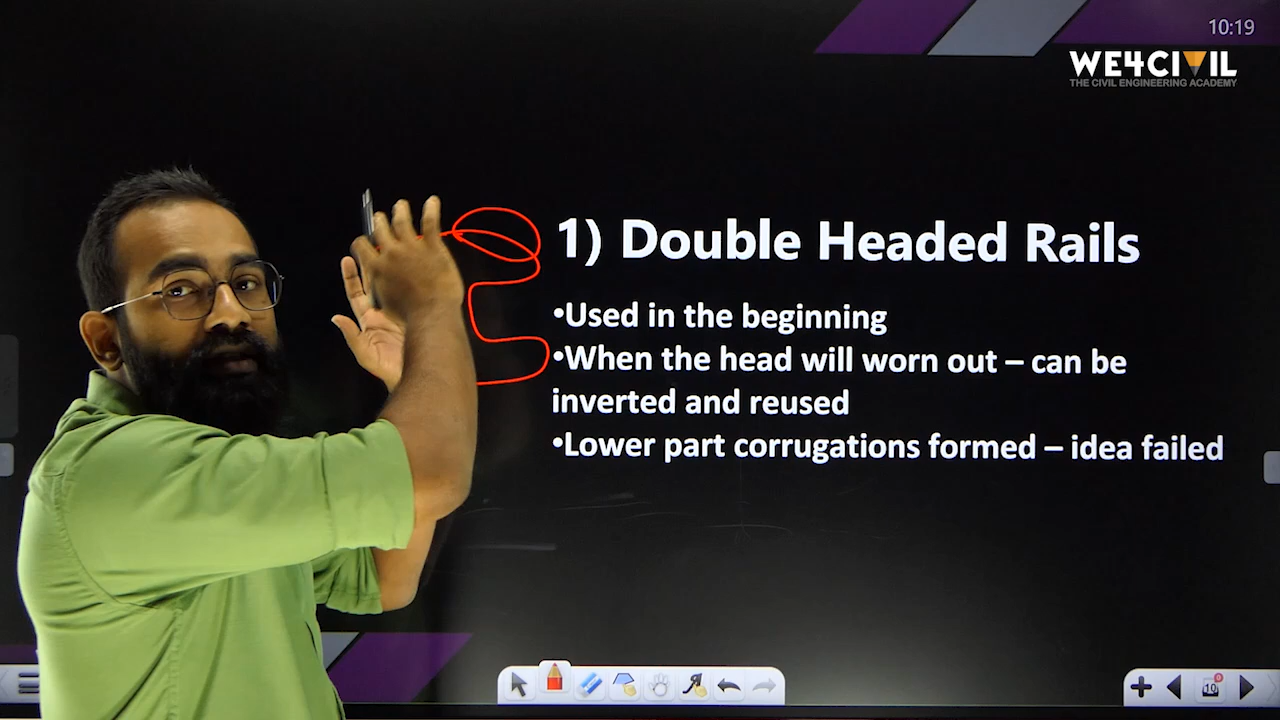 10:19
WE4CIVIL
THE CIVIL ENGINEERING ACADEMY
1) Double Headed Rails
•Used in the beginning
•When the head will worn out – can be
inverted and reused
•Lower part corrugations formed – idea failed
10